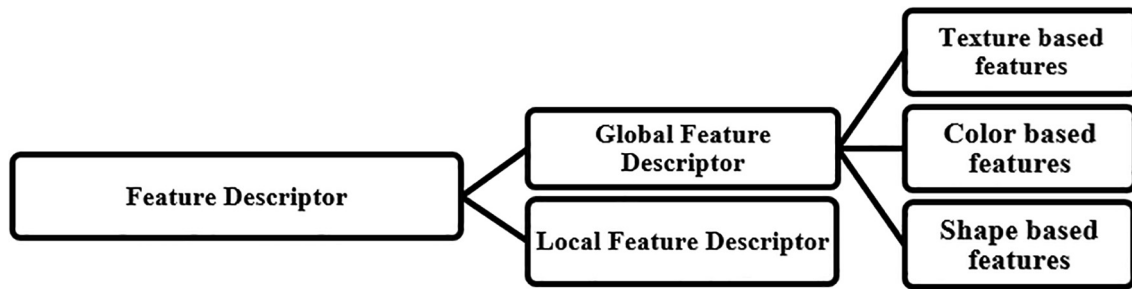 Feature Descriptor
Global Feature
Descriptor
Local Feature Descriptor
Texture based
features
Color based
features
Shape based
features